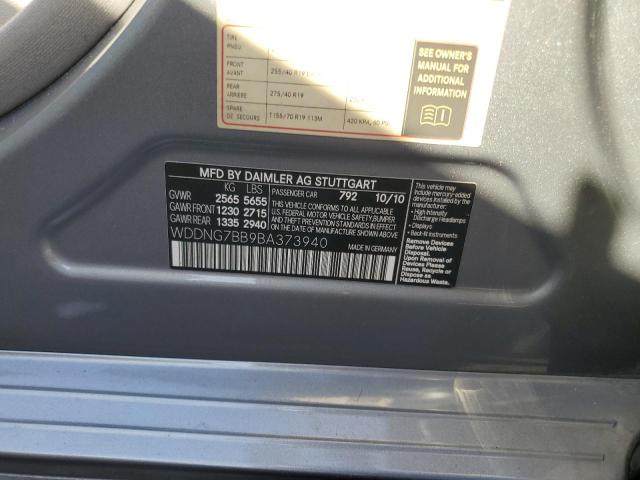 TIRE
PNEU
FRONT
AVANT
255/40 R19
REAR
ARRIERE
275/40 R19
SPARE
DE SECOURS
T155/70 R19 113M
420 KPA, 60 PSI
SEE OWNER'S
MANUAL FOR
ADDITIONAL
INFORMATION
MFD BY DAIMLER AG STUTTGART
KG LBS
GVWR 2565 5655
GAWR FRONT 1230 2715
GAWR REAR 1335 2940
PASSENGER CAR 792 10/10
THIS VEHICLE CONFORMS TO ALL APPLICABLE
U.S. FEDERAL MOTOR VEHICLE SAFETY, BUMPER
AND THEFT PREVENTION STANDARDS IN
EFFECT ON THE DATE OF MANUFACTURE
SHOWN ABOVE.
WDDNG7BB9BA373940
MADE IN GERMANY
This Vehicle may include
mercury-added devices
installed by the
manufacturer:
• High Intensity
Discharge Headlamps
• Displays
• Back-lit Instruments
Remove Devices
Before Vehicle
Disposal.
Upon Removal of
Devices Please
Reuse, Recycle or
Dispose as
Hazardous Waste.